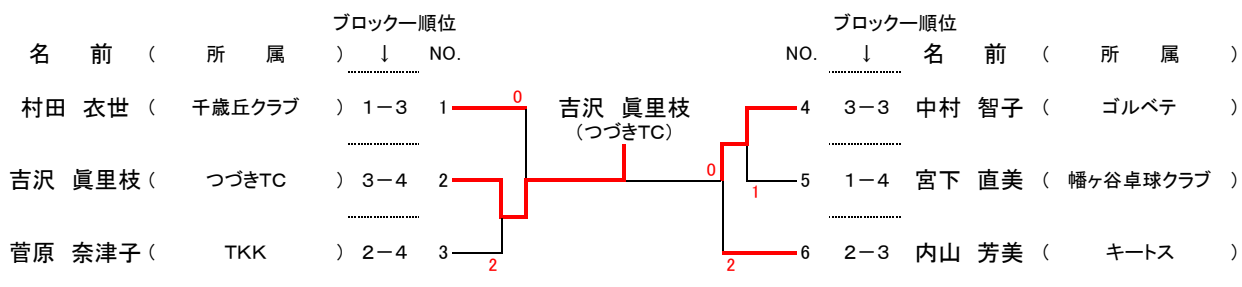 ブロックー順位 ブロックー順位
名 前 ( 所 属 ) ↓ NO. NO. ↓ 名 前 ( 所 属 )
村田 衣世 ( 千歳丘クラブ ) 1-3 1 0 吉沢 眞里枝 4 3-3 中村 智子 ( ゴルベテ )
(つづきTC)
吉沢 眞里枝 ( つづきTC ) 3-4 2 0 5 1-4 宮下 直美 ( 幡ヶ谷卓球クラブ )
1
菅原 奈津子 ( TKK ) 2-4 3 6 2-3 内山 芳美 ( キートス )
2 2